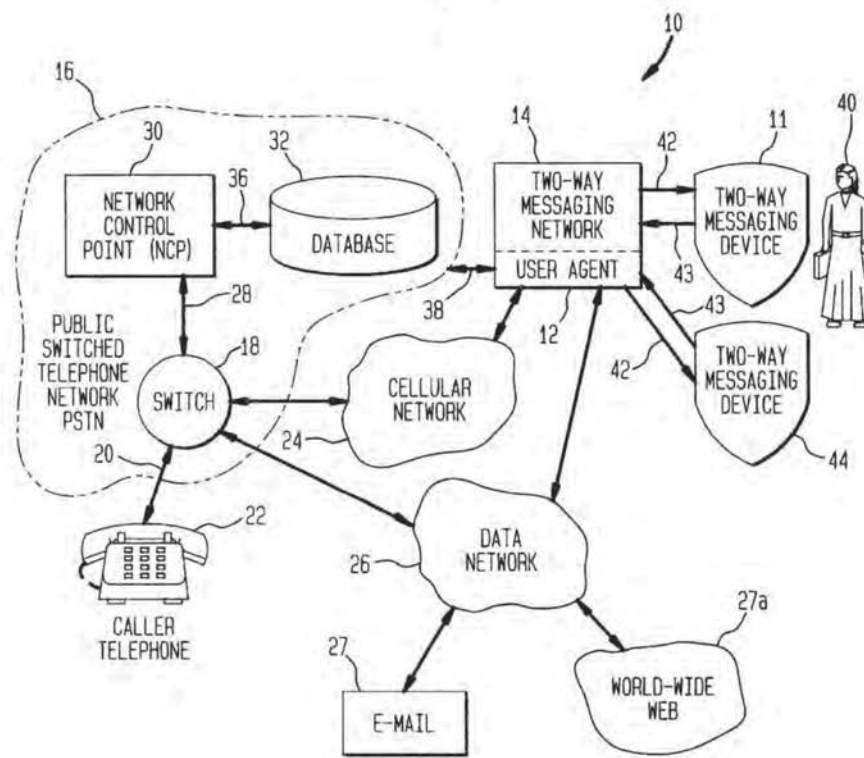 10
16
30
32
14
42
11
40
NETWORK
CONTROL
POINT (NCP)
36
DATABASE
TWO-WAY
MESSAGING
NETWORK
USER AGENT
TWO-WAY
MESSAGING
DEVICE
43
28
38
12
43
42
PUBLIC
SWITCHED
TELEPHONE
NETWORK
PSTN
18
SWITCH
CELLULAR
NETWORK
24
TWO-WAY
MESSAGING
DEVICE
44
20
22
CALLER
TELEPHONE
DATA
NETWORK
26
27
E-MAIL
27a
WORLD-WIDE
WEB